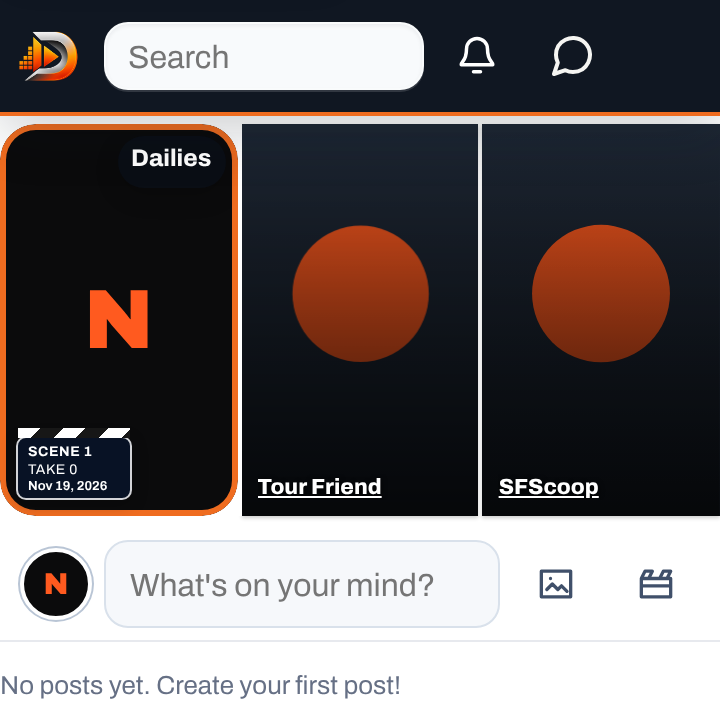 Search
Dailies
N
SCENE 1
TAKE 0
Nov 19, 2026
Tour Friend
SFScoop
N
What's on your mind?
No posts yet. Create your first post!